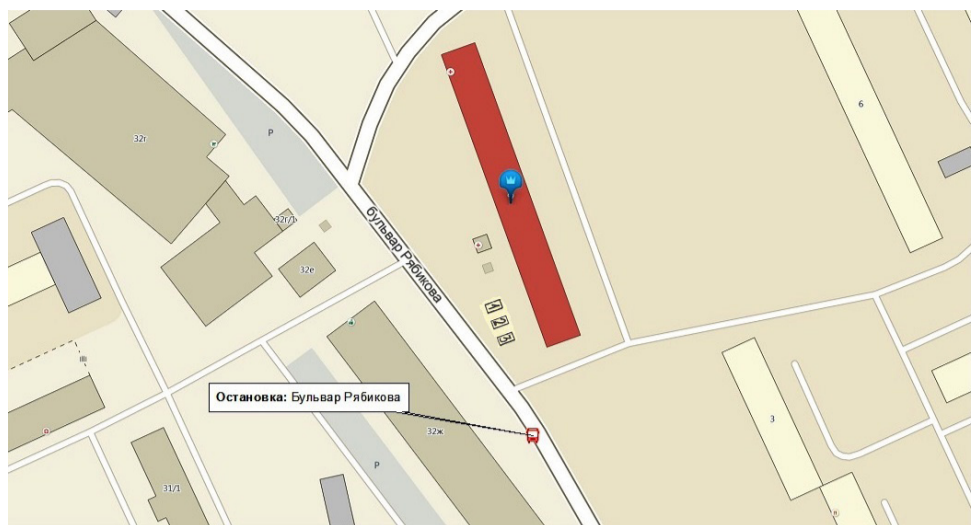 6
32г
Р
32г/1
32е
бульвар Рябикова
1
2
3
Остановка: Бульвар Рябикова
32ж
3
Р
31/1